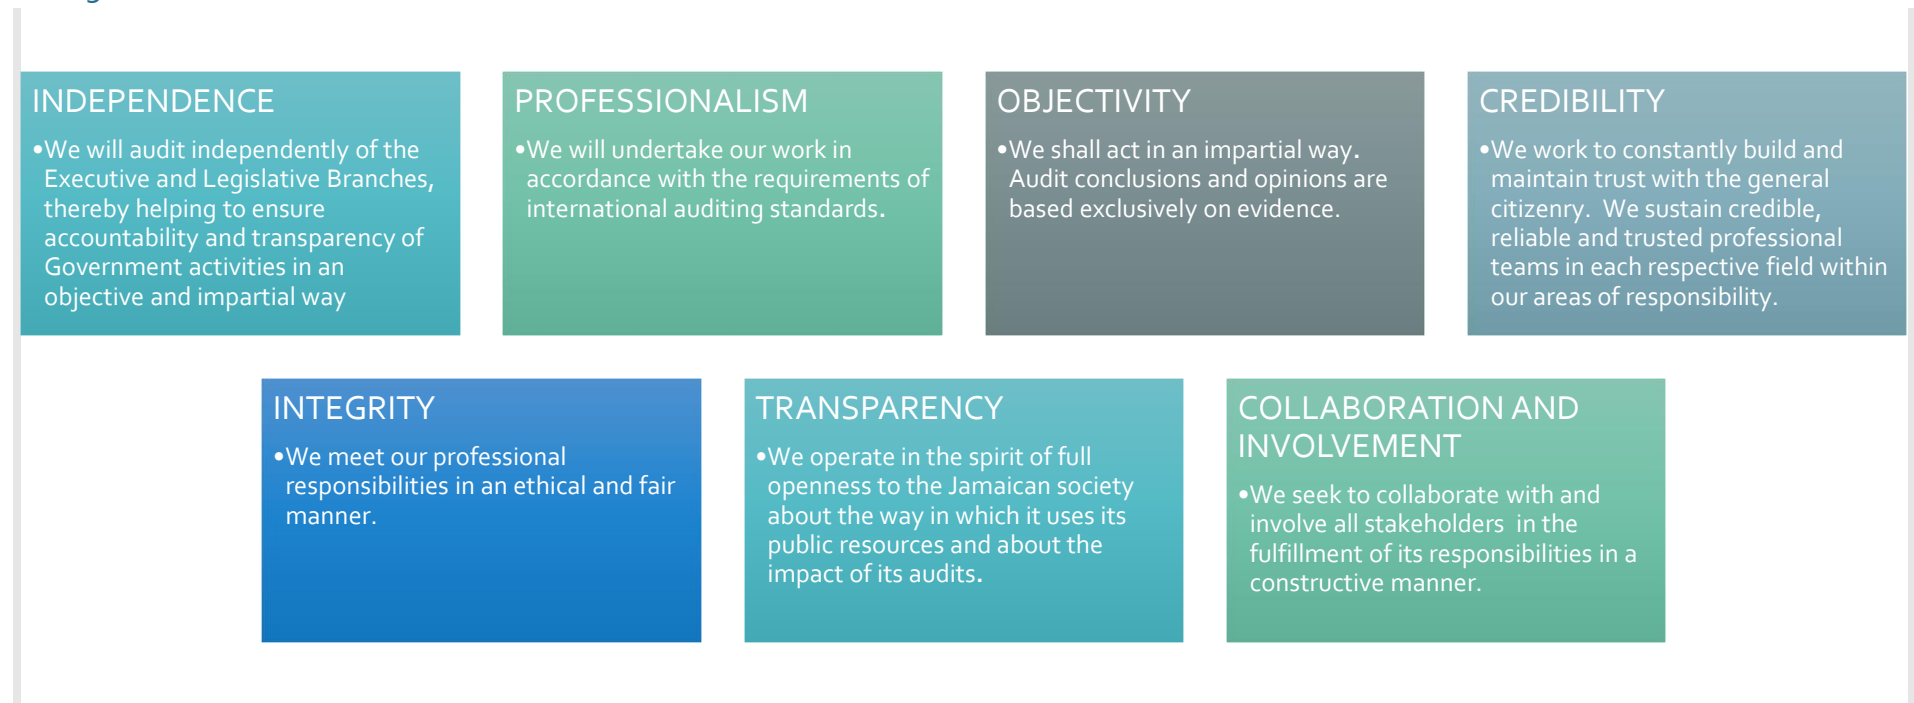 INDEPENDENCE
•We will audit independently of the
Executive and Legislative Branches,
thereby helping to ensure
accountability and transparency of
Government activities in an
objective and impartial way
PROFESSIONALISM
•We will undertake our work in
accordance with the requirements of
international auditing standards.
OBJECTIVITY
•We shall act in an impartial way.
Audit conclusions and opinions are
based exclusively on evidence.
CREDIBILITY
•We work to constantly build and
maintain trust with the general
citizenry.  We sustain credible,
reliable and trusted professional
teams in each respective field within
our areas of responsibility.
INTEGRITY
•We meet our professional
responsibilities in an ethical and fair
manner.
TRANSPARENCY
•We operate in the spirit of full
openness to the Jamaican society
about the way in which it uses its
public resources and about the
impact of its audits.
COLLABORATION AND
INVOLVEMENT
•We seek to collaborate with and
involve all stakeholders  in the
fulfillment of its responsibilities in a
constructive manner.